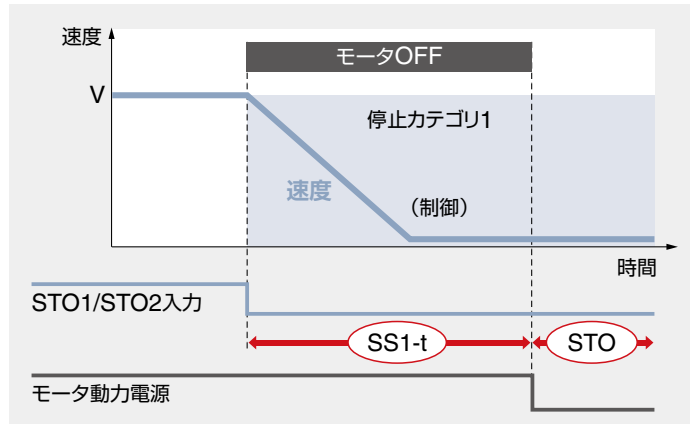 速度
モータOFF
V
停止カテゴリ1
速度
（制御）
時間
STO1/STO2入力
SS1-t
STO
モータ動力電源